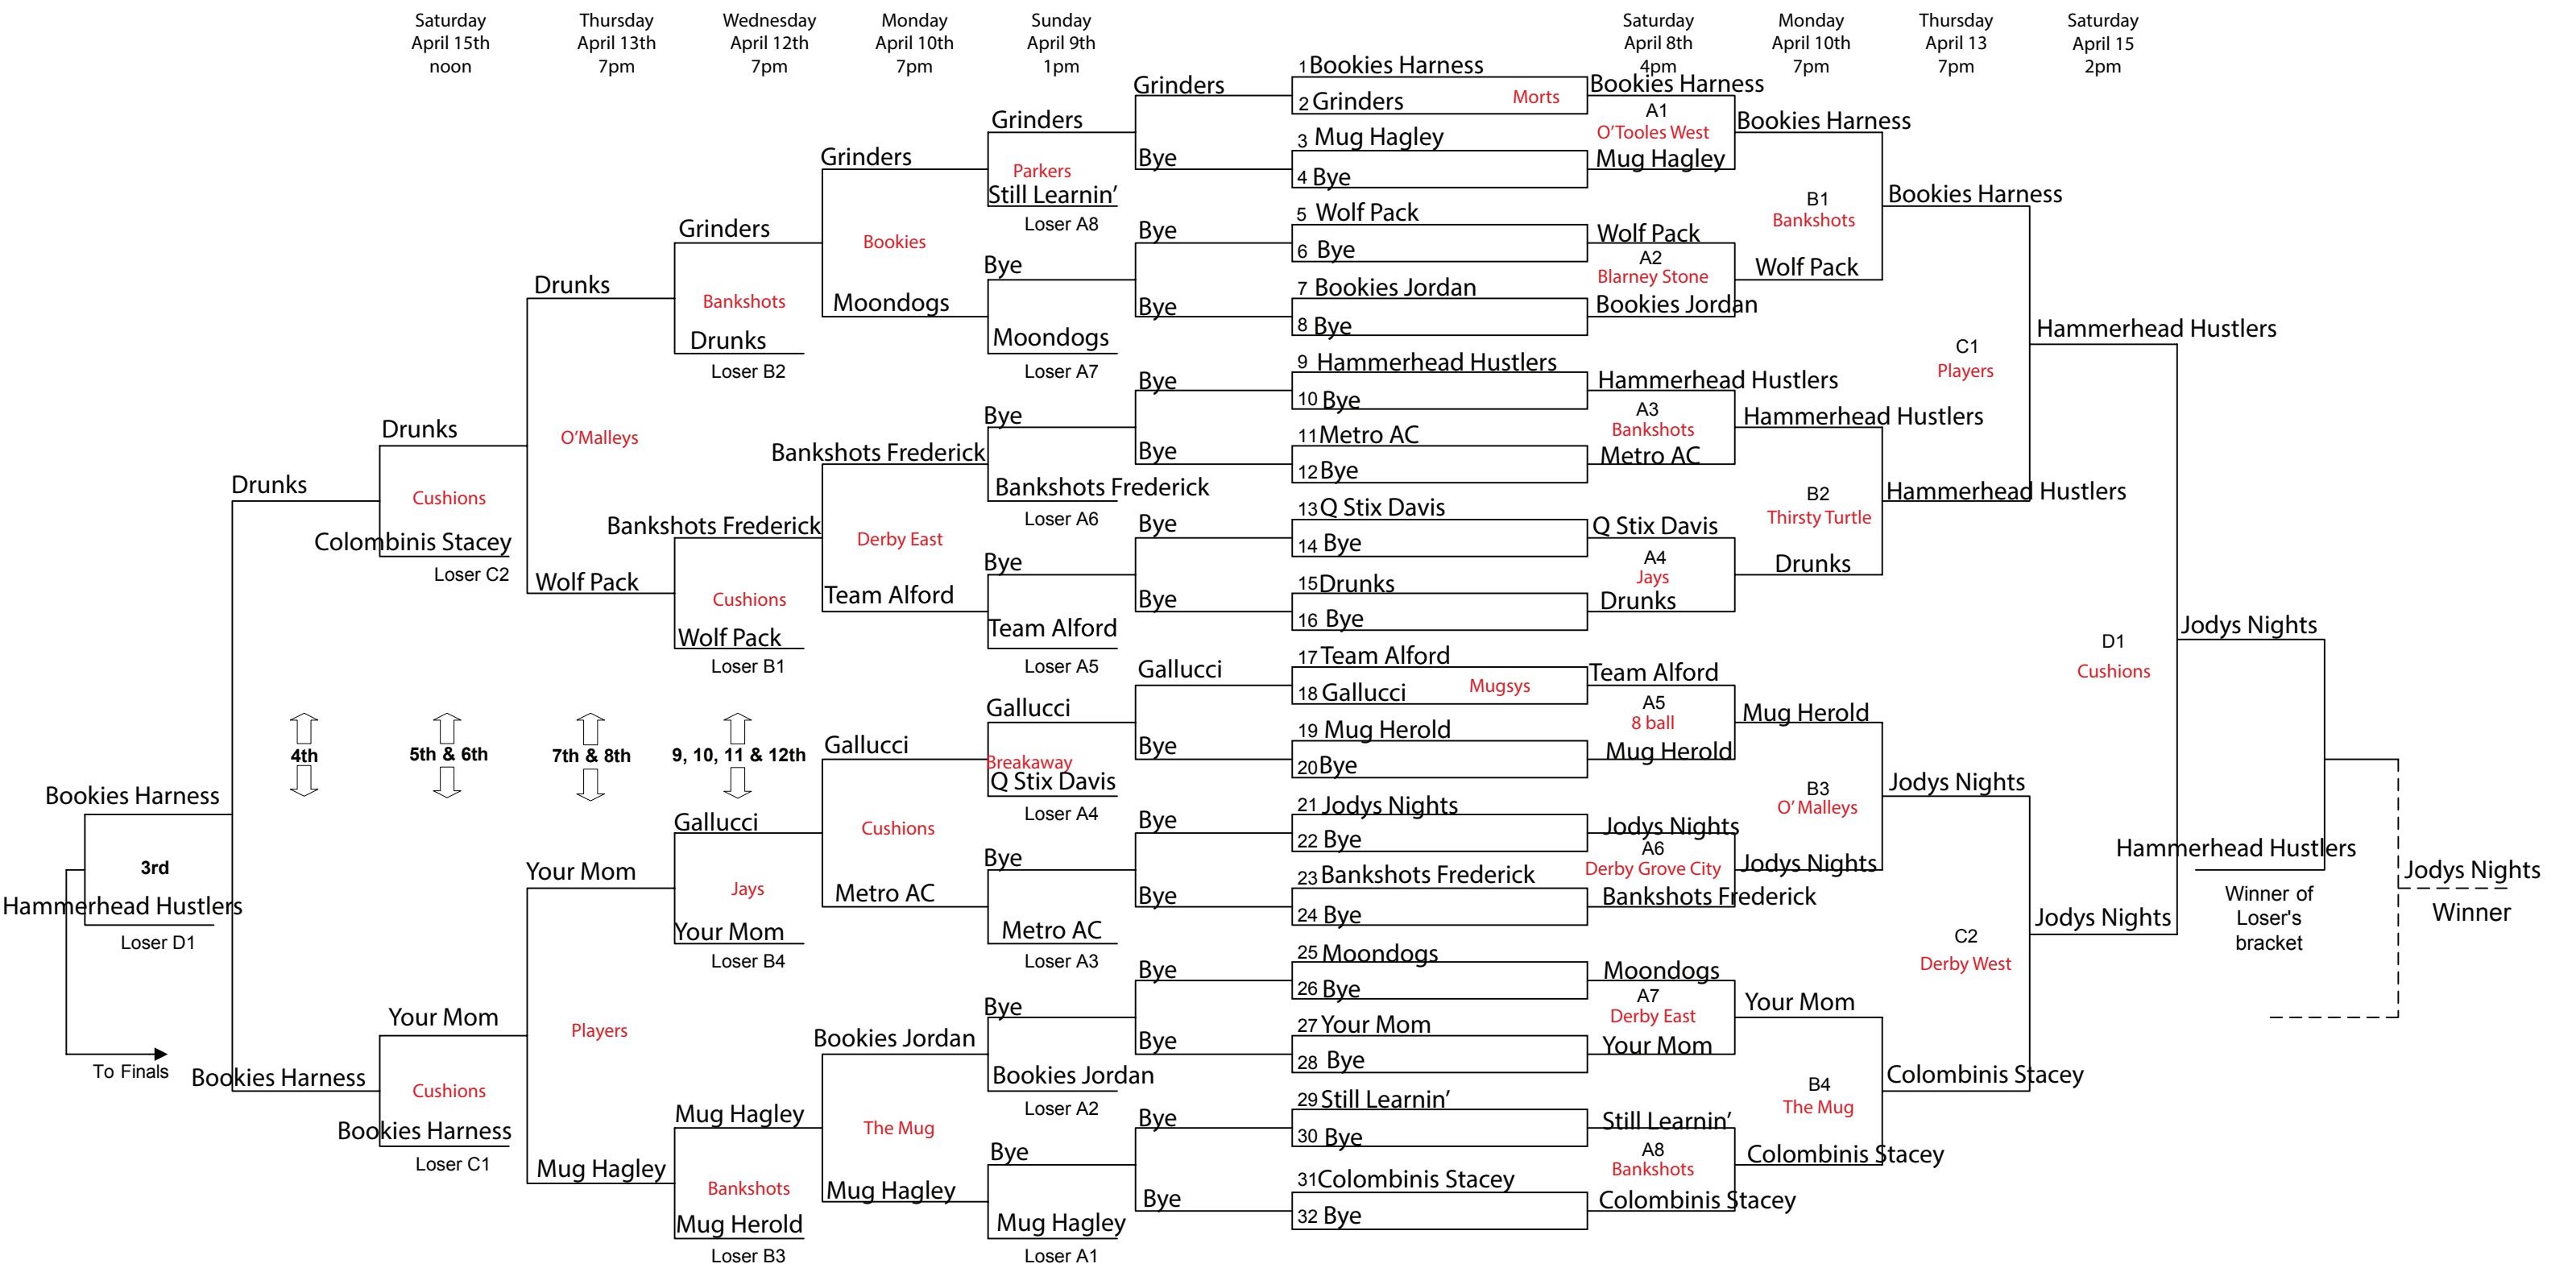 Saturday
April 15th
noon
Thursday
April 13th
7pm
Wednesday
April 12th
7pm
Monday
April 10th
7pm
Sunday
April 9th
1pm
Saturday
April 8th
4pm
Monday
April 10th
7pm
Thursday
April 13
7pm
Saturday
April 15
2pm
Bookies Harness
3rd
Hammerhead Hustlers
Loser D1
To Finals
Drunks
4th
Bookies Harness
Drunks
Cushions
Colombinis Stacey
Loser C2
5th & 6th
Your Mom
Cushions
Bookies Harness
Loser C1
Drunks
O'Malleys
Wolf Pack
7th & 8th
Your Mom
Players
Mug Hagley
Grinders
Bankshots
Drunks
Loser B2
Bankshots Frederick
Cushions
Wolf Pack
Loser B1
9, 10, 11 & 12th
Gallucci
Jays
Your Mom
Loser B4
Mug Hagley
Bankshots
Mug Herold
Loser B3
Grinders
Bookies
Moondogs
Bankshots Frederick
Derby East
Team Alford
Gallucci
Cushions
Metro AC
Bookies Jordan
The Mug
Mug Hagley
Grinders
Parkers
Still Learnin’
Loser A8
Bye
Moondogs
Loser A7
Bye
Bankshots Frederick
Loser A6
Bye
Team Alford
Loser A5
Gallucci
Breakaway
Q Stix Davis
Loser A4
Bye
Metro AC
Loser A3
Bye
Bookies Jordan
Loser A2
Bye
Mug Hagley
Loser A1
Grinders
Bye
Bye
Bye
Bye
Bye
Bye
Bye
Gallucci
Bye
Bye
Bye
Bye
Bye
Bye
Bye
1 Bookies Harness
2 Grinders Morts
3 Mug Hagley
4 Bye
5 Wolf Pack
6 Bye
7 Bookies Jordan
8 Bye
9 Hammerhead Hustlers
10 Bye
11 Metro AC
12 Bye
13 Q Stix Davis
14 Bye
15 Drunks
16 Bye
17 Team Alford
18 Gallucci Mugsys
19 Mug Herold
20 Bye
21 Jodys Nights
22 Bye
23 Bankshots Frederick
24 Bye
25 Moondogs
26 Bye
27 Your Mom
28 Bye
29 Still Learnin’
30 Bye
31 Colombinis Stacey
32 Bye
Bookies Harness
A1
O'Tooles West
Mug Hagley
Wolf Pack
A2
Blarney Stone
Bookies Jordan
Hammerhead Hustlers
A3
Bankshots
Metro AC
Q Stix Davis
A4
Jays
Drunks
Team Alford
A5
8 ball
Mug Herold
Jodys Nights
A6
Derby Grove City
Bankshots Frederick
Moondogs
A7
Derby East
Your Mom
Still Learnin’
A8
Bankshots
Colombinis Stacey
Bookies Harness
B1
Bankshots
Wolf Pack
Hammerhead Hustlers
B2
Thirsty Turtle
Drunks
Mug Herold
B3
O' Malleys
Jodys Nights
Your Mom
B4
The Mug
Colombinis Stacey
Bookies Harness
C1
Players
Hammerhead Hustlers
Jodys Nights
C2
Derby West
Colombinis Stacey
Hammerhead Hustlers
D1
Cushions
Jodys Nights
Jodys Nights
Hammerhead Hustlers
Winner of
Loser's
bracket
Jodys Nights
Winner